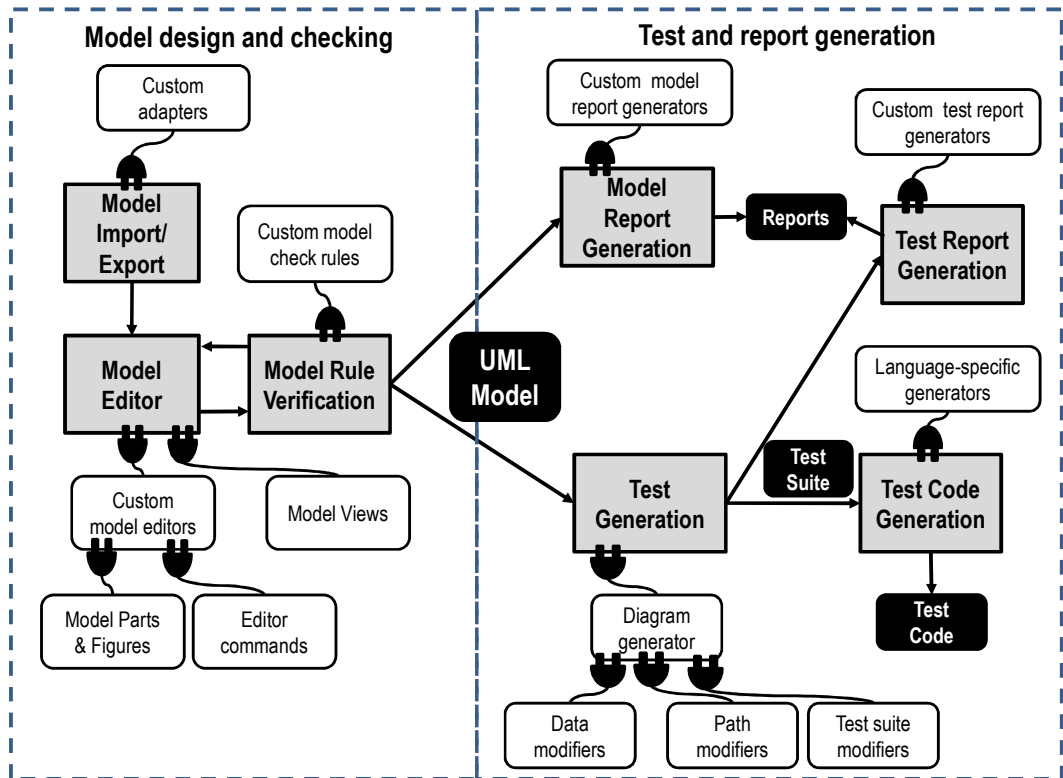 Model design and checking
Custom
adapters
Model
Import/
Export
Custom model
check rules
Model
Editor
Model Rule
Verification
Custom
model editors
Model Views
Model Parts
& Figures
Editor
commands
Test and report generation
Custom model
report generators
Custom test report
generators
Model
Report
Generation
Reports
Test Report
Generation
UML
Model
Language-specific
generators
Test
Generation
Test
Suite
Test Code
Generation
Diagram
generator
Test
Code
Data
modifiers
Path
modifiers
Test suite
modifiers